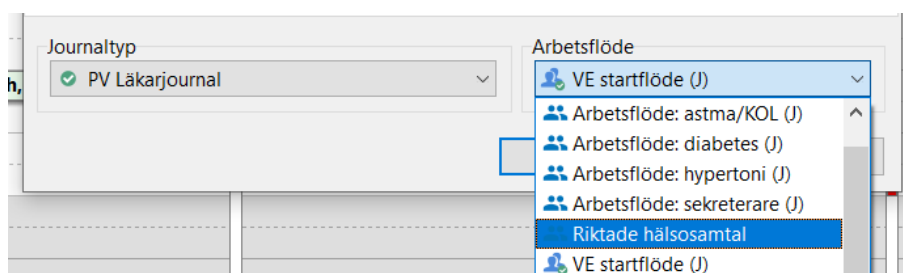 Journaltyp
Arbetsflöde
h,
PV Läkarjournal
VE startflöde (J)
Arbetsflöde: astma/KOL (J)
Arbetsflöde: diabetes (J)
Arbetsflöde: hypertoni (J)
Arbetsflöde: sekreterare (J)
Riktade hälsosamtal
VE startflöde (J)